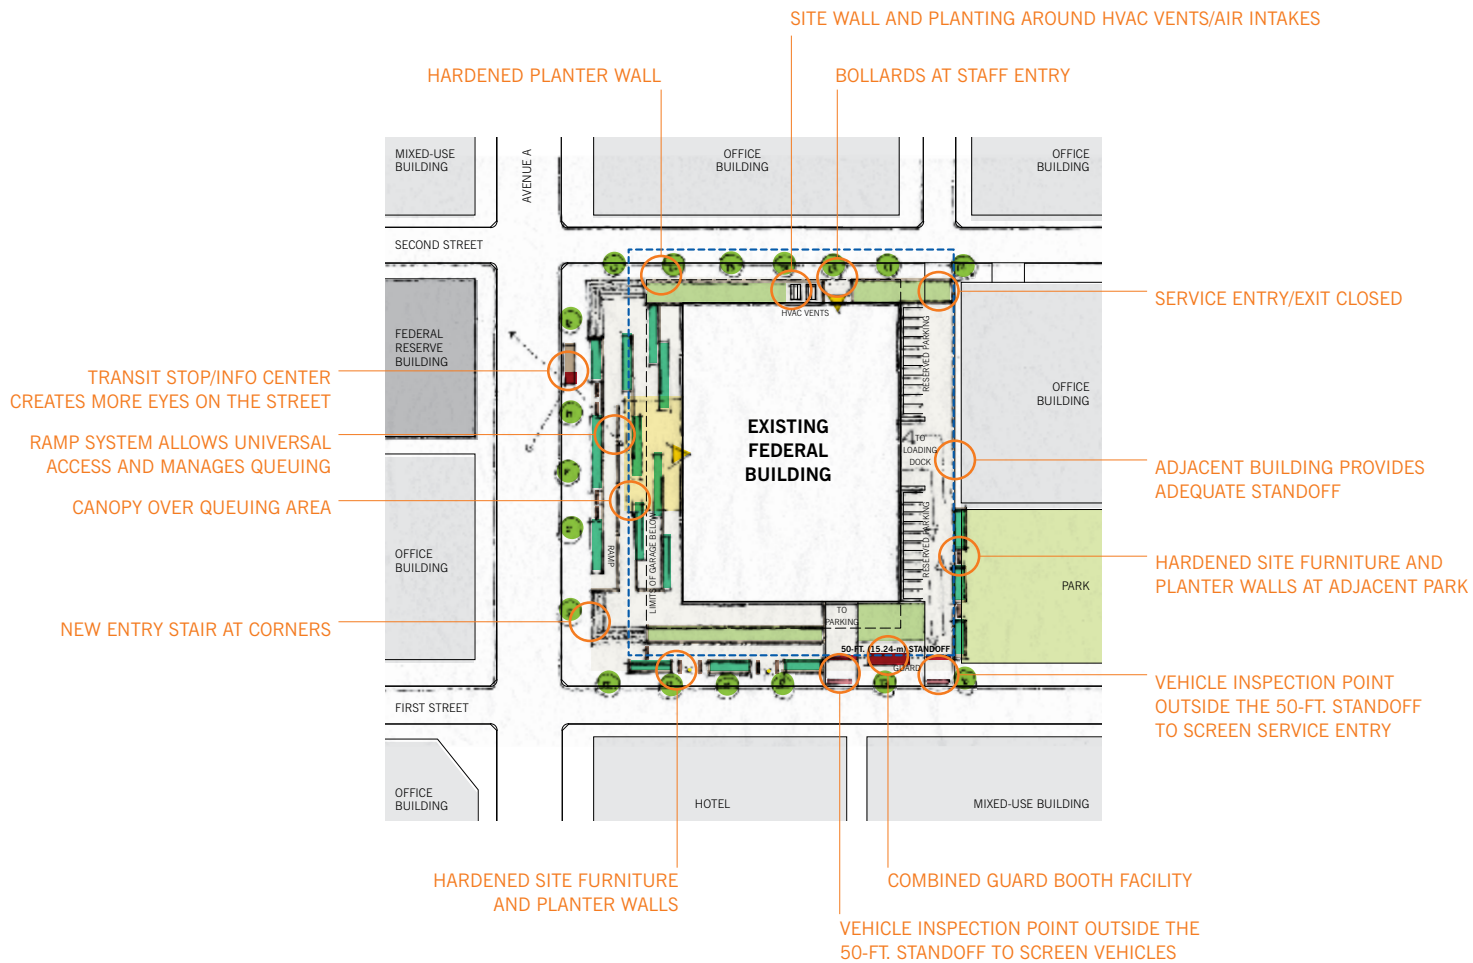 SITE WALL AND PLANTING AROUND HVAC VENTS/AIR INTAKES
HARDENED PLANTER WALL
BOLLARDS AT STAFF ENTRY
MIXED-USE
BUILDING
AVENUE A
OFFICE
BUILDING
OFFICE
BUILDING
SECOND STREET
HVAC VENTS
SERVICE ENTRY/EXIT CLOSED
FEDERAL
RESERVE
BUILDING
RESERVED PARKING
TRANSIT STOP/INFO CENTER
CREATES MORE EYES ON THE STREET
OFFICE
BUILDING
RAMP SYSTEM ALLOWS UNIVERSAL
ACCESS AND MANAGES QUEUING
EXISTING
FEDERAL
BUILDING
TO
LOADING
DOCK
ADJACENT BUILDING PROVIDES
ADEQUATE STANDOFF
CANOPY OVER QUEUING AREA
OFFICE
BUILDING
RAMP
LIMITS OF GARAGE BELOW
RESERVED PARKING
HARDENED SITE FURNITURE AND
PLANTER WALLS AT ADJACENT PARK
PARK
NEW ENTRY STAIR AT CORNERS
TO
PARKING
50-FT. (15.24-m) STANDOFF
GUARD
VEHICLE INSPECTION POINT
OUTSIDE THE 50-FT. STANDOFF
TO SCREEN SERVICE ENTRY
FIRST STREET
OFFICE
BUILDING
HOTEL
MIXED-USE BUILDING
HARDENED SITE FURNITURE
AND PLANTER WALLS
COMBINED GUARD BOOTH FACILITY
VEHICLE INSPECTION POINT OUTSIDE THE
50-FT. STANDOFF TO SCREEN VEHICLES